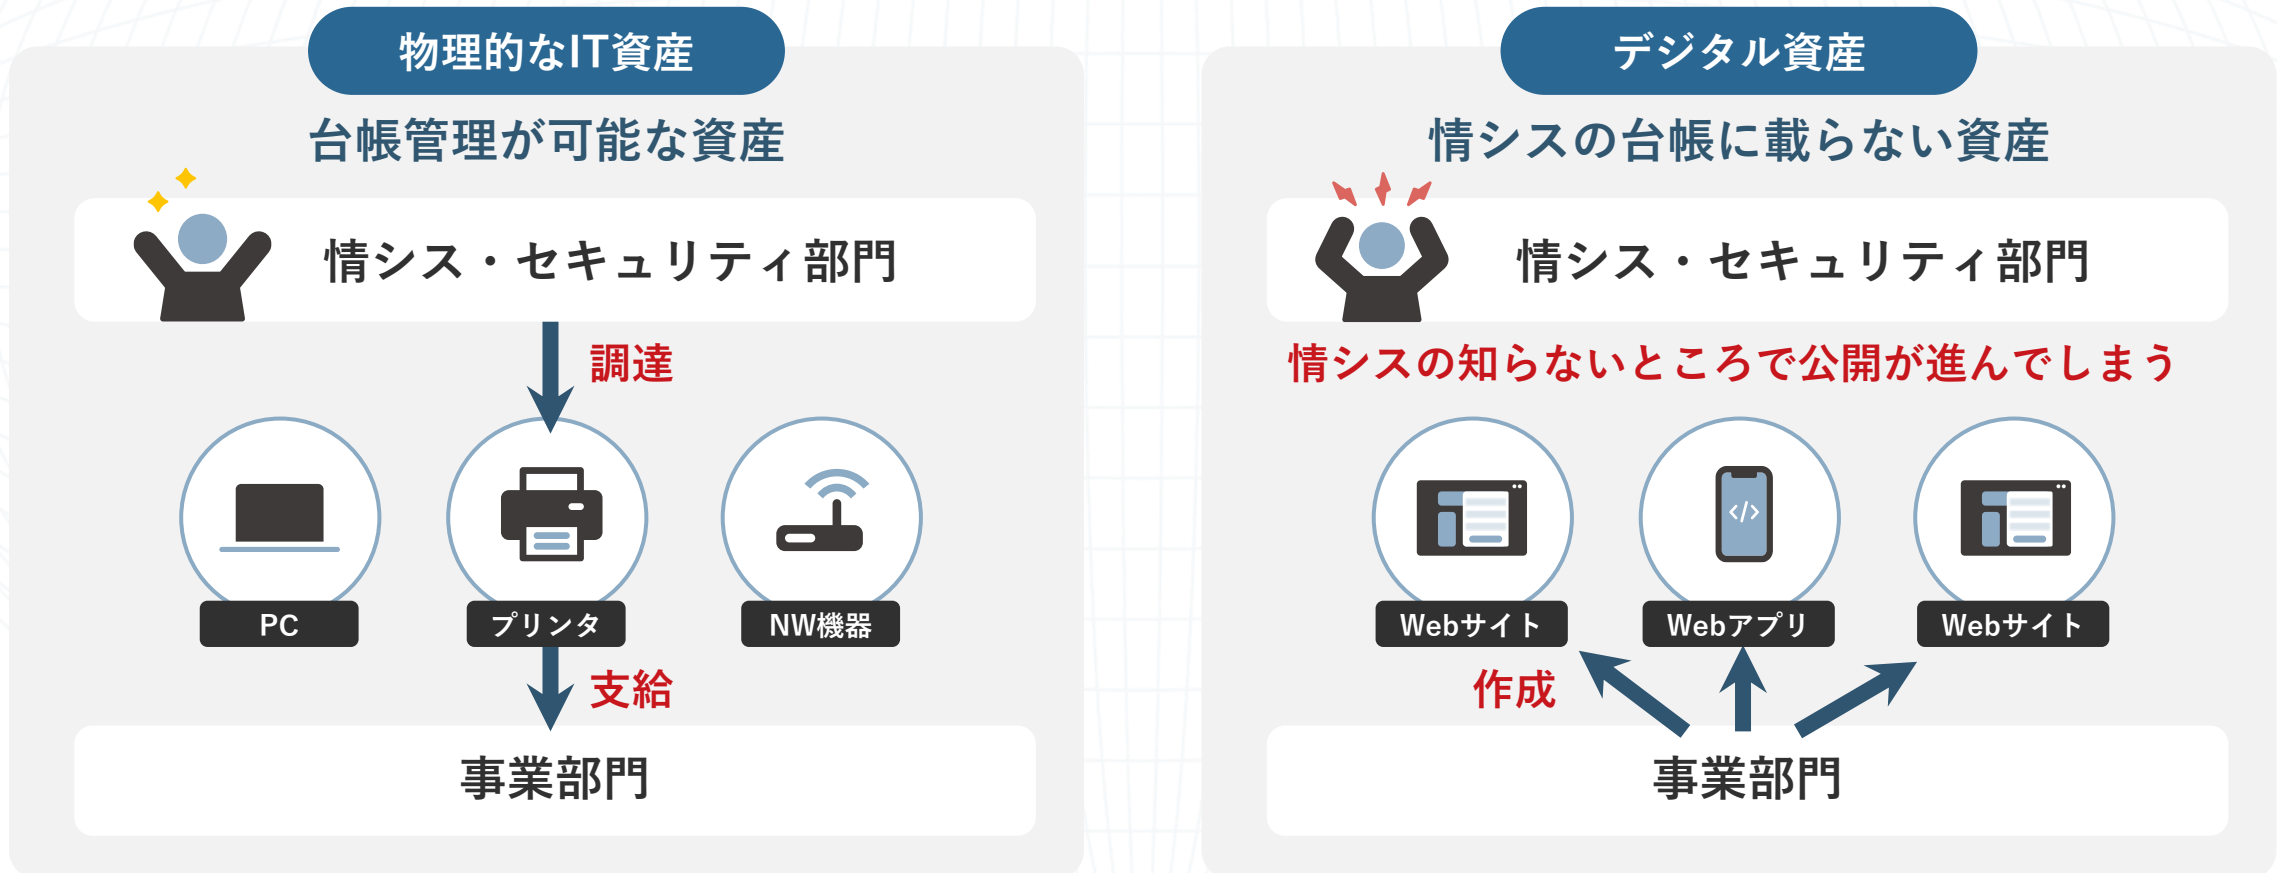 物理的なIT資産
台帳管理が可能な資産
情シス・セキュリティ部門
調達
PC
プリンタ
NW機器
支給
事業部門
デジタル資産
情シスの台帳に載らない資産
情シス・セキュリティ部門
情シスの知らないところで公開が進んでしまう
Webサイト
Webアプリ
Webサイト
作成
事業部門